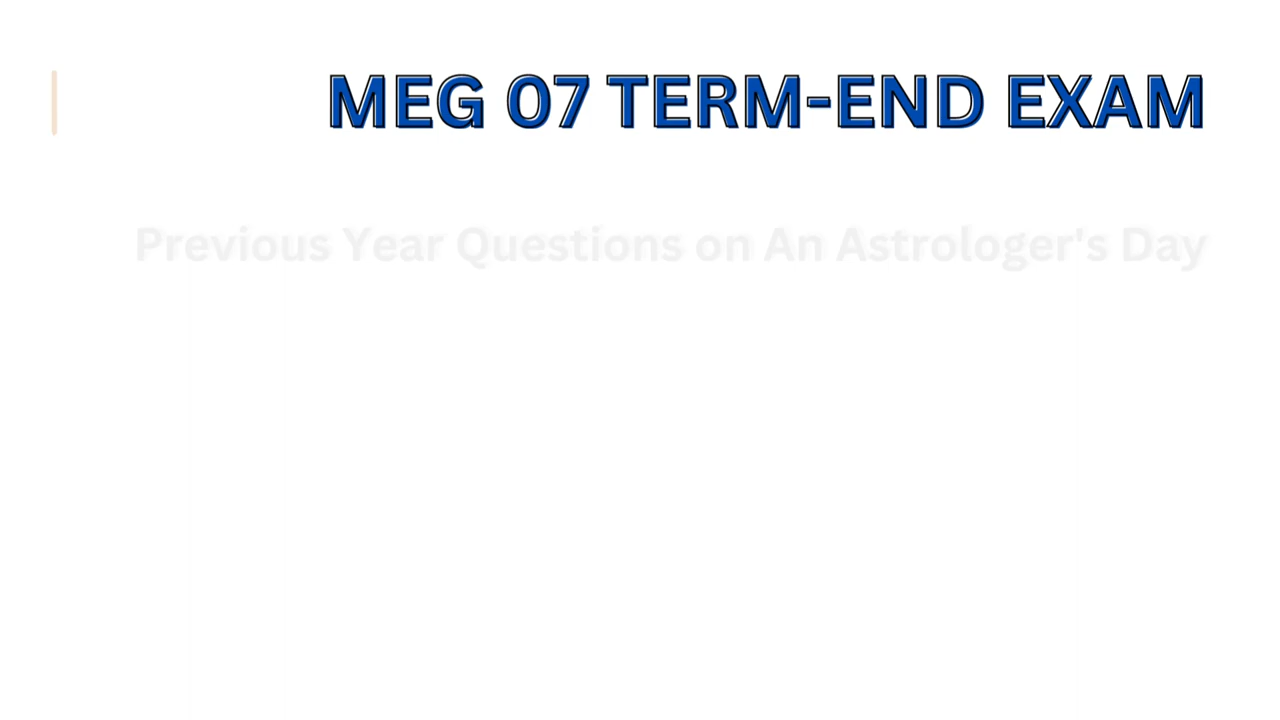 MEG 07 TERM-END EXAM
Previous Year Questions on An Astrologer's Day